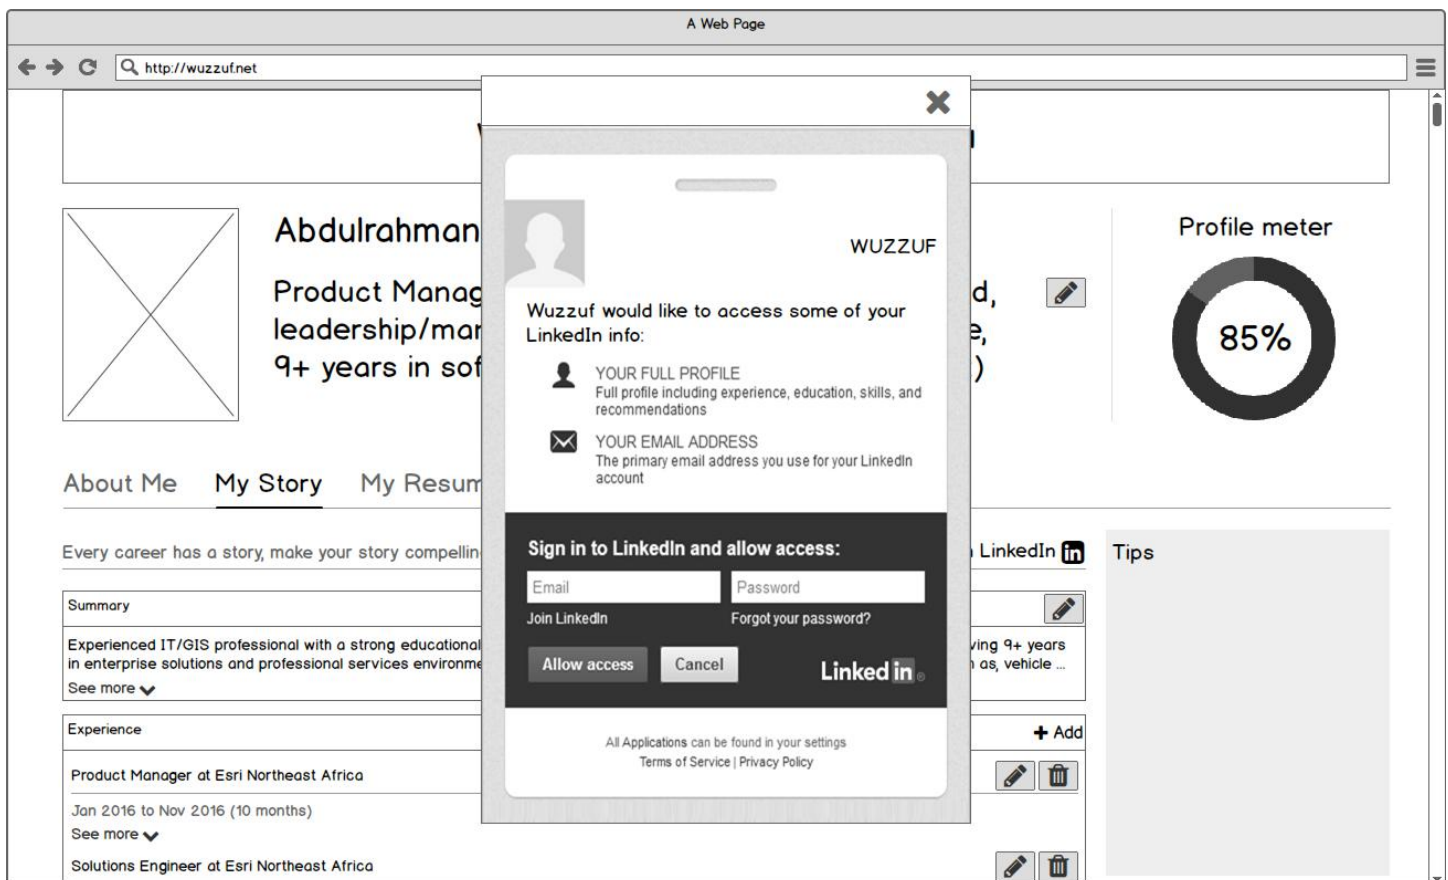 A Web Page
http://wuzzuf.net
Abdulrahman
Profile meter
Product Manag
d,
leadership/mar
e,
9+ years in sof
)
85%
WUZZUF
Wuzzuf would like to access some of your
LinkedIn info:
YOUR FULL PROFILE
Full profile including experience, education, skills, and
recommendations
YOUR EMAIL ADDRESS
The primary email address you use for your LinkedIn
account
Sign in to LinkedIn and allow access:
Email
Password
Join LinkedIn
Forgot your password?
Allow access
Cancel
Linked in
All Applications can be found in your settings
Terms of Service | Privacy Policy
About Me
My Story
My Resum
Every career has a story, make your story compellin
LinkedIn in
Tips
Summary
Experienced IT/GIS professional with a strong educational
ving 9+ years
in enterprise solutions and professional services environme
as, vehicle ...
See more
Experience
+ Add
Product Manager at Esri Northeast Africa
Jan 2016 to Nov 2016 (10 months)
See more
Solutions Engineer at Esri Northeast Africa